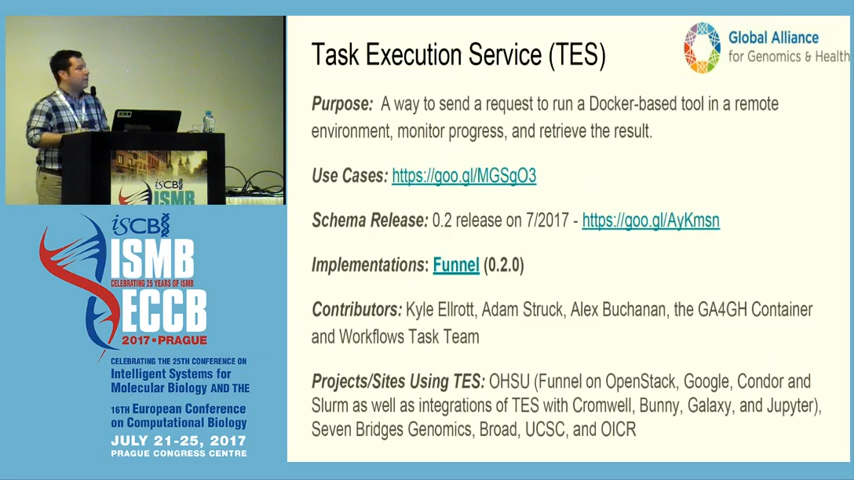 Task Execution Service (TES)
Global Alliance
for Genomics & Health
Purpose: A way to send a request to run a Docker-based tool in a remote
environment, monitor progress, and retrieve the result.
Use Cases: https://goo.gl/MGSgO3
Schema Release: 0.2 release on 7/2017 - https://goo.gl/AyKmsn
Implementations: Funnel (0.2.0)
Contributors: Kyle Ellrott, Adam Struck, Alex Buchanan, the GA4GH Container
and Workflows Task Team
Projects/Sites Using TES: OHSU (Funnel on OpenStack, Google, Condor and
Slurm as well as integrations of TES with Cromwell, Bunny, Galaxy, and Jupyter),
Seven Bridges Genomics, Broad, UCSC, and OICR
iSCB
ISMB
iSCB
ISMB
CELEBRATING 25 YEARS OF ISMB
ECCB
2017 • PRAGUE
CELEBRATING THE 25TH CONFERENCE ON
Intelligent Systems for
Molecular Biology AND THE
16TH European Conference
on Computational Biology
JULY 21-25, 2017
PRAGUE CONGRESS CENTRE